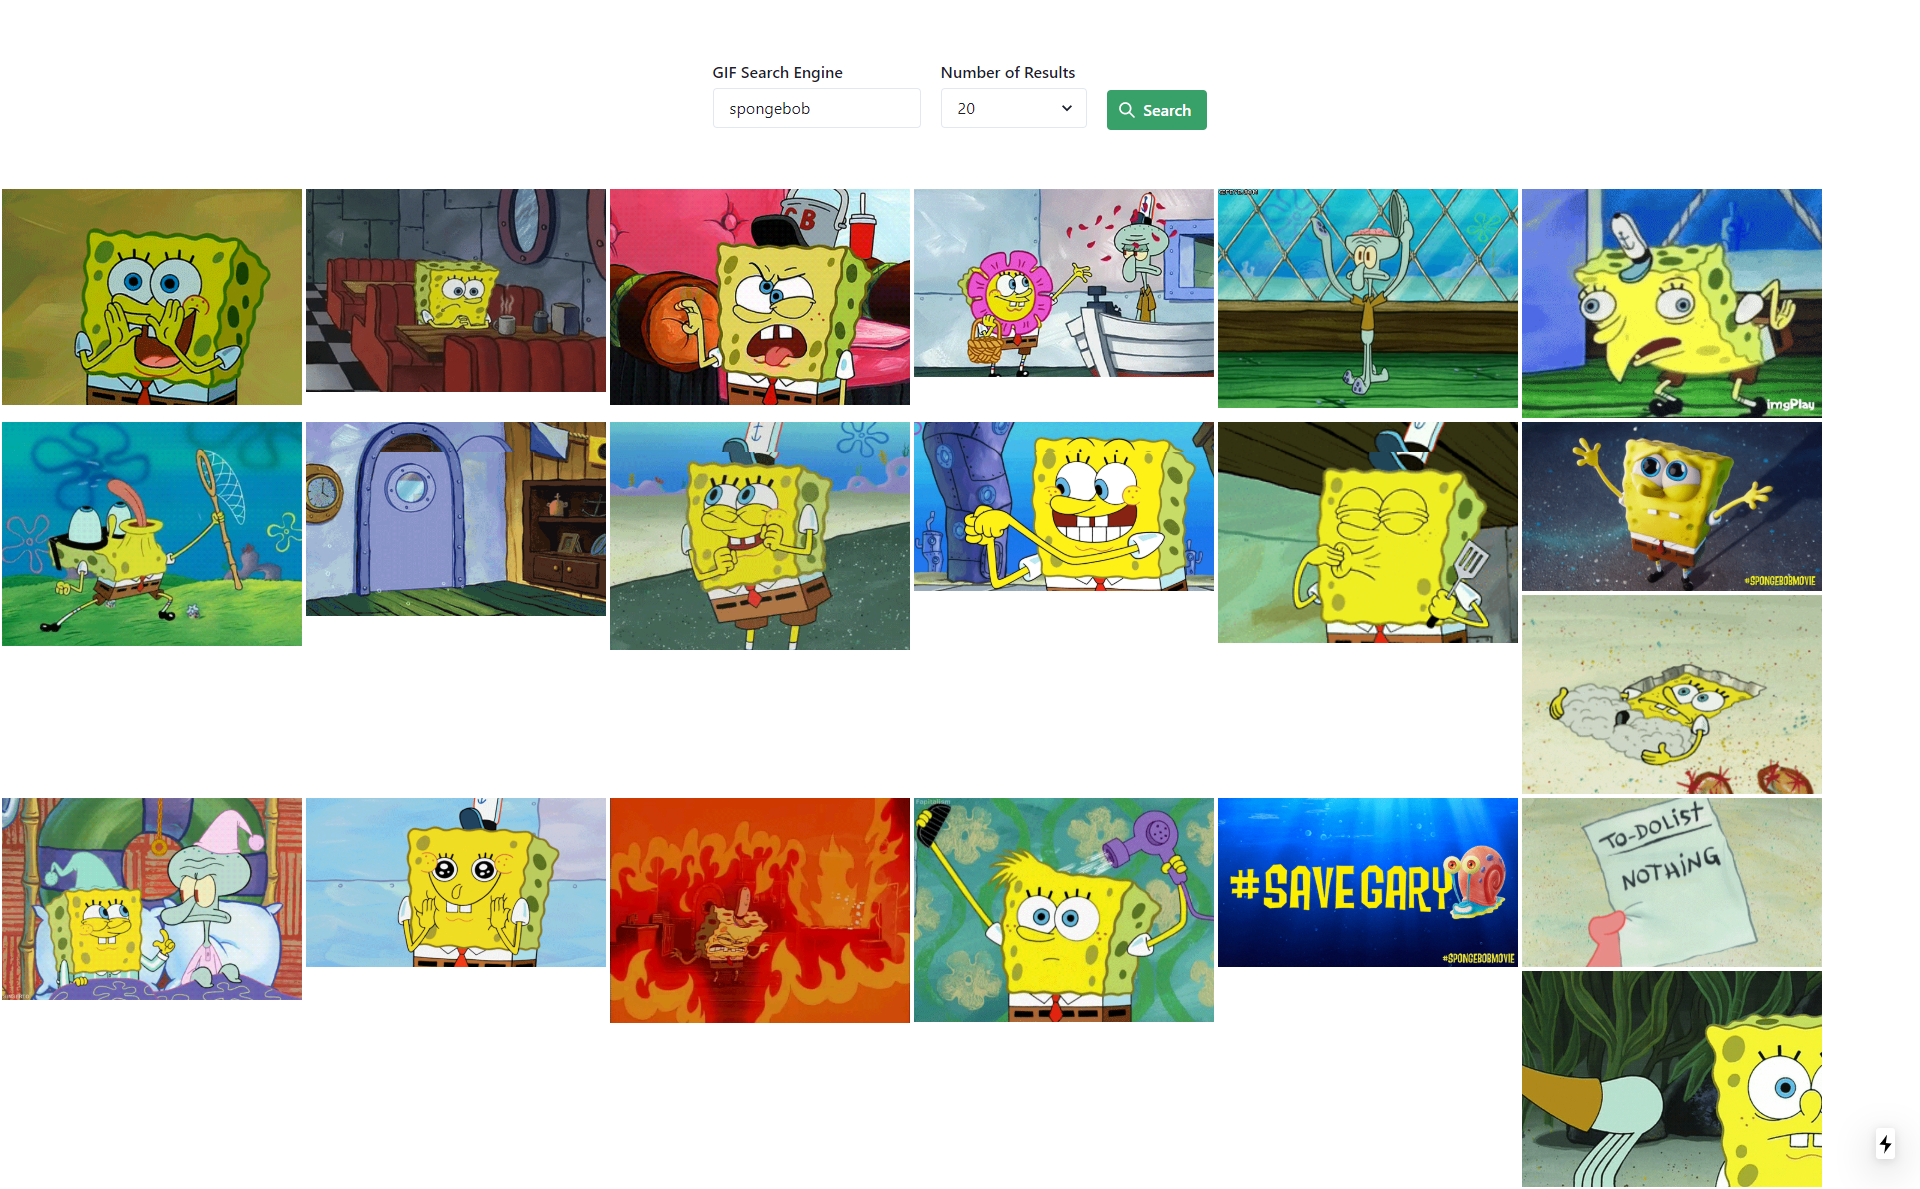 GIF Search Engine
Number of Results
spongebob
20
Search
CB
imgPlay
#SPONGEBOBMOVIE
#SAVEGARY
#SPONGEBOBMOVIE
TO-DO LIST
NOTHING